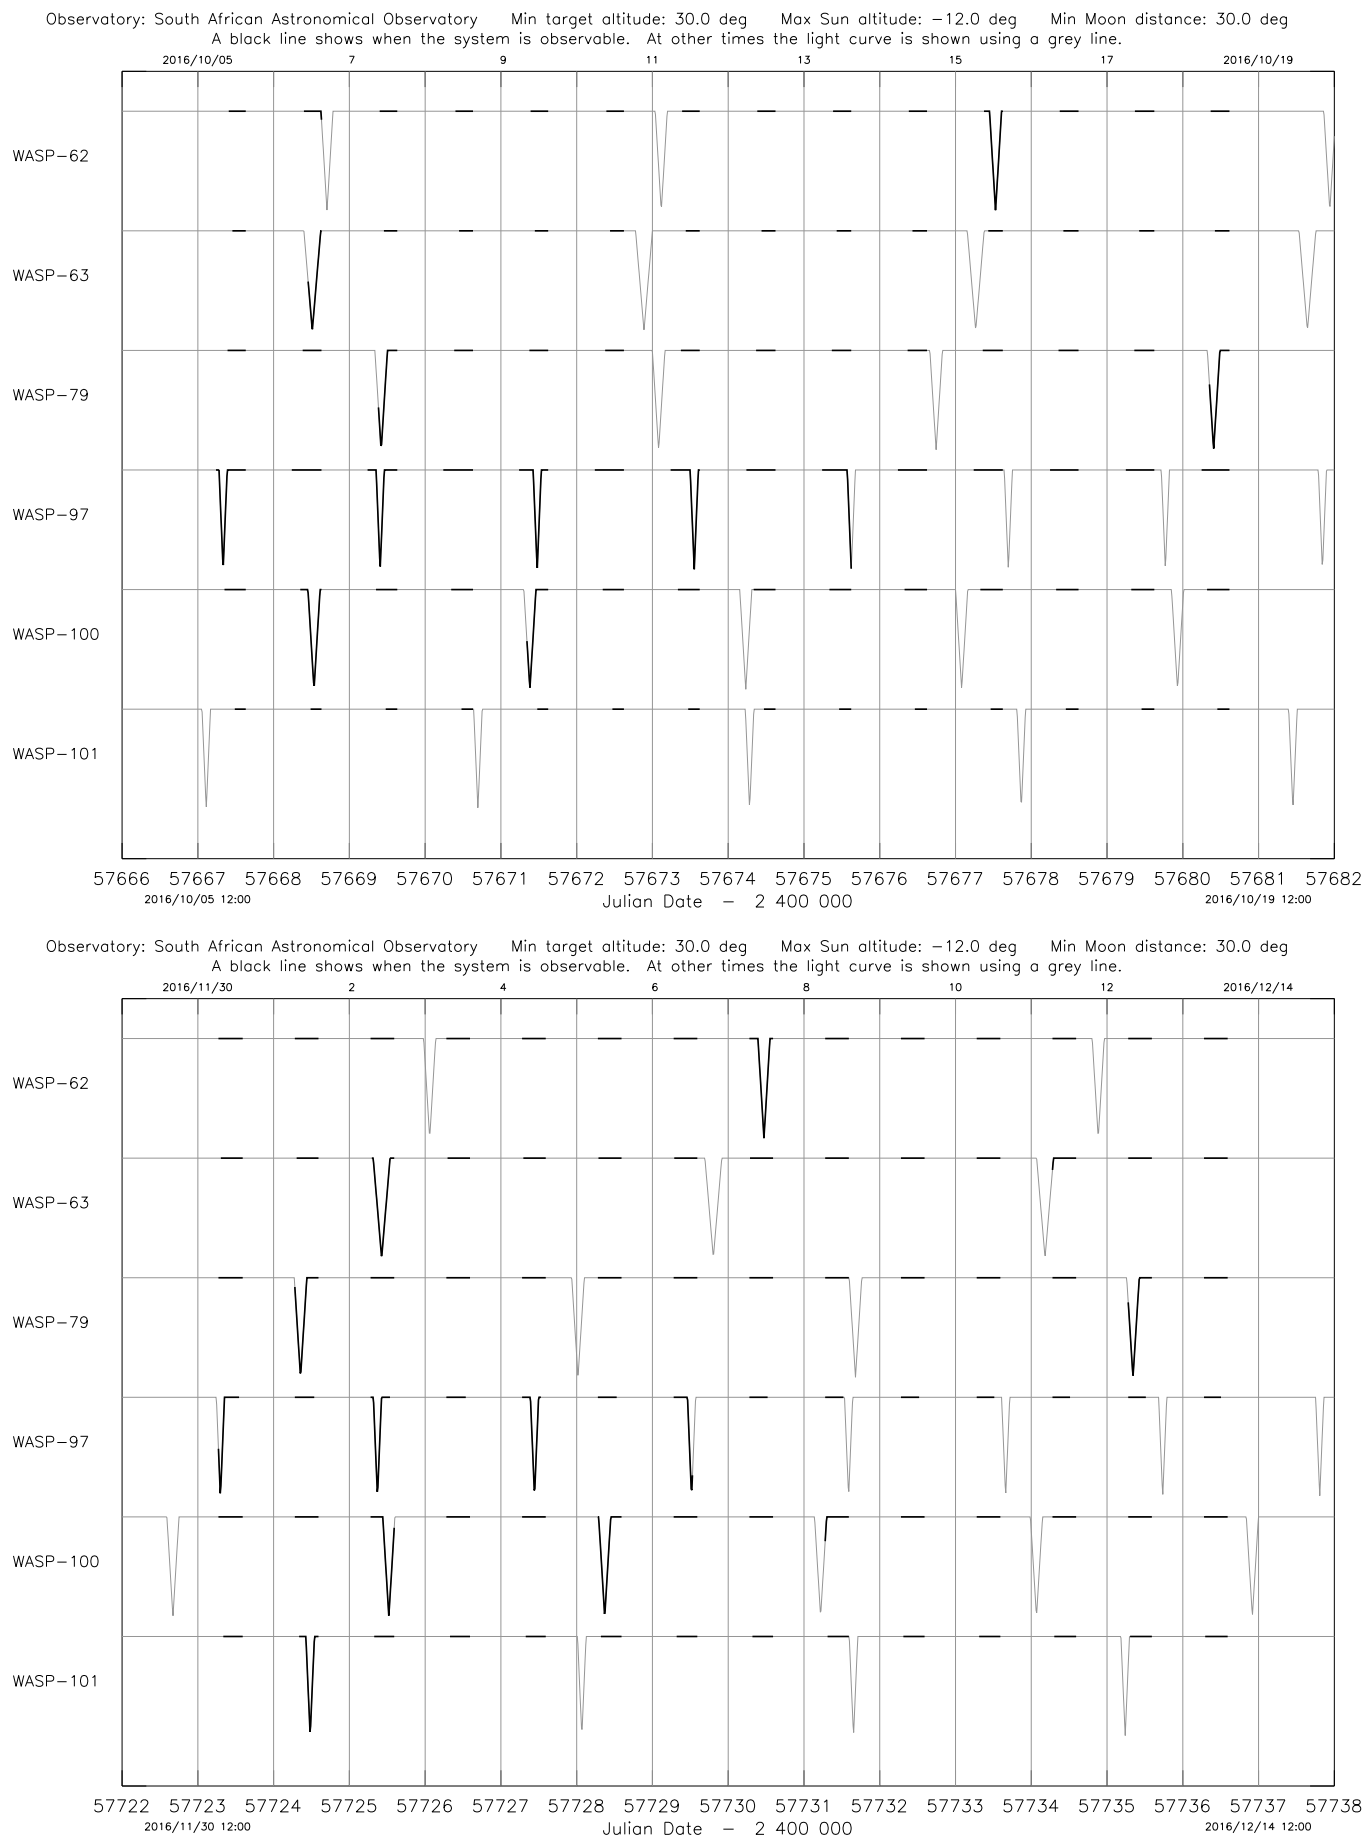 Observatory: South African Astronomical Observatory Min target altitude: 30.0 deg Max Sun altitude: −12.0 deg Min Moon distance: 30.0 deg
A black line shows when the system is observable. At other times the light curve is shown using a grey line.
2016/10/05 7 9 11 13 15 17 2016/10/19
WASP−62
WASP−63
WASP−79
WASP−97
WASP−100
WASP−101
57666 57667 57668 57669 57670 57671 57672 57673 57674 57675 57676 57677 57678 57679 57680 57681 57682
2016/10/05 12:00 Julian Date − 2 400 000 2016/10/19 12:00
Observatory: South African Astronomical Observatory Min target altitude: 30.0 deg Max Sun altitude: −12.0 deg Min Moon distance: 30.0 deg
A black line shows when the system is observable. At other times the light curve is shown using a grey line.
2016/11/30 2 4 6 8 10 12 2016/12/14
WASP−62
WASP−63
WASP−79
WASP−97
WASP−100
WASP−101
57722 57723 57724 57725 57726 57727 57728 57729 57730 57731 57732 57733 57734 57735 57736 57737 57738
2016/11/30 12:00 Julian Date − 2 400 000 2016/12/14 12:00